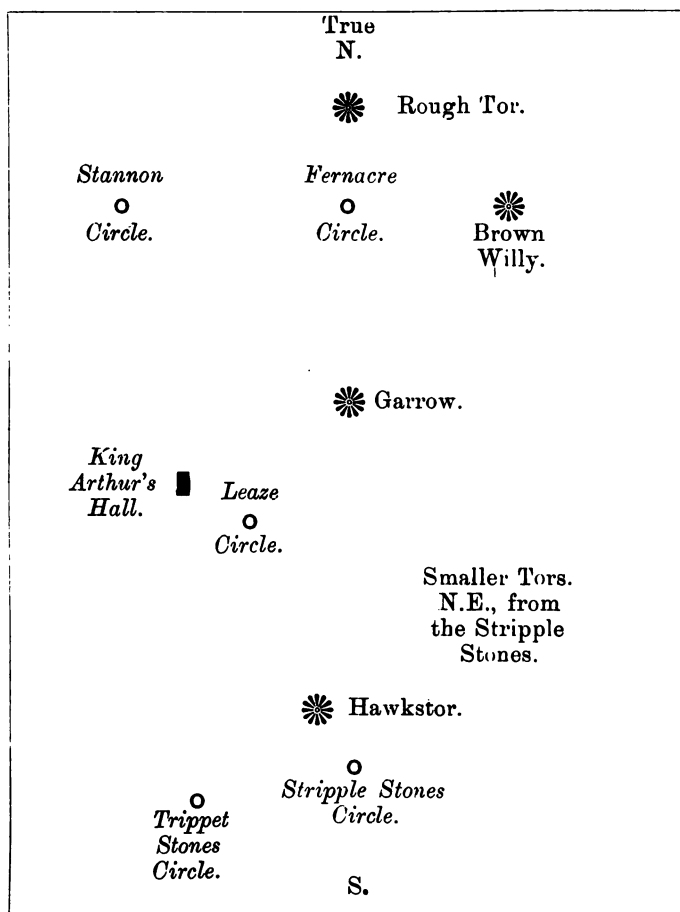 True
N.
Rough Tor.
Stannon
Circle.
Fernacre
Circle.
Brown
Willy.
Garrow.
King
Arthur's
Hall.
Leaze
Circle.
Smaller Tors.
N.E., from
the Stripple
Stones.
Hawkstor.
Stripple Stones
Circle.
Trippet
Stones
Circle.
S.